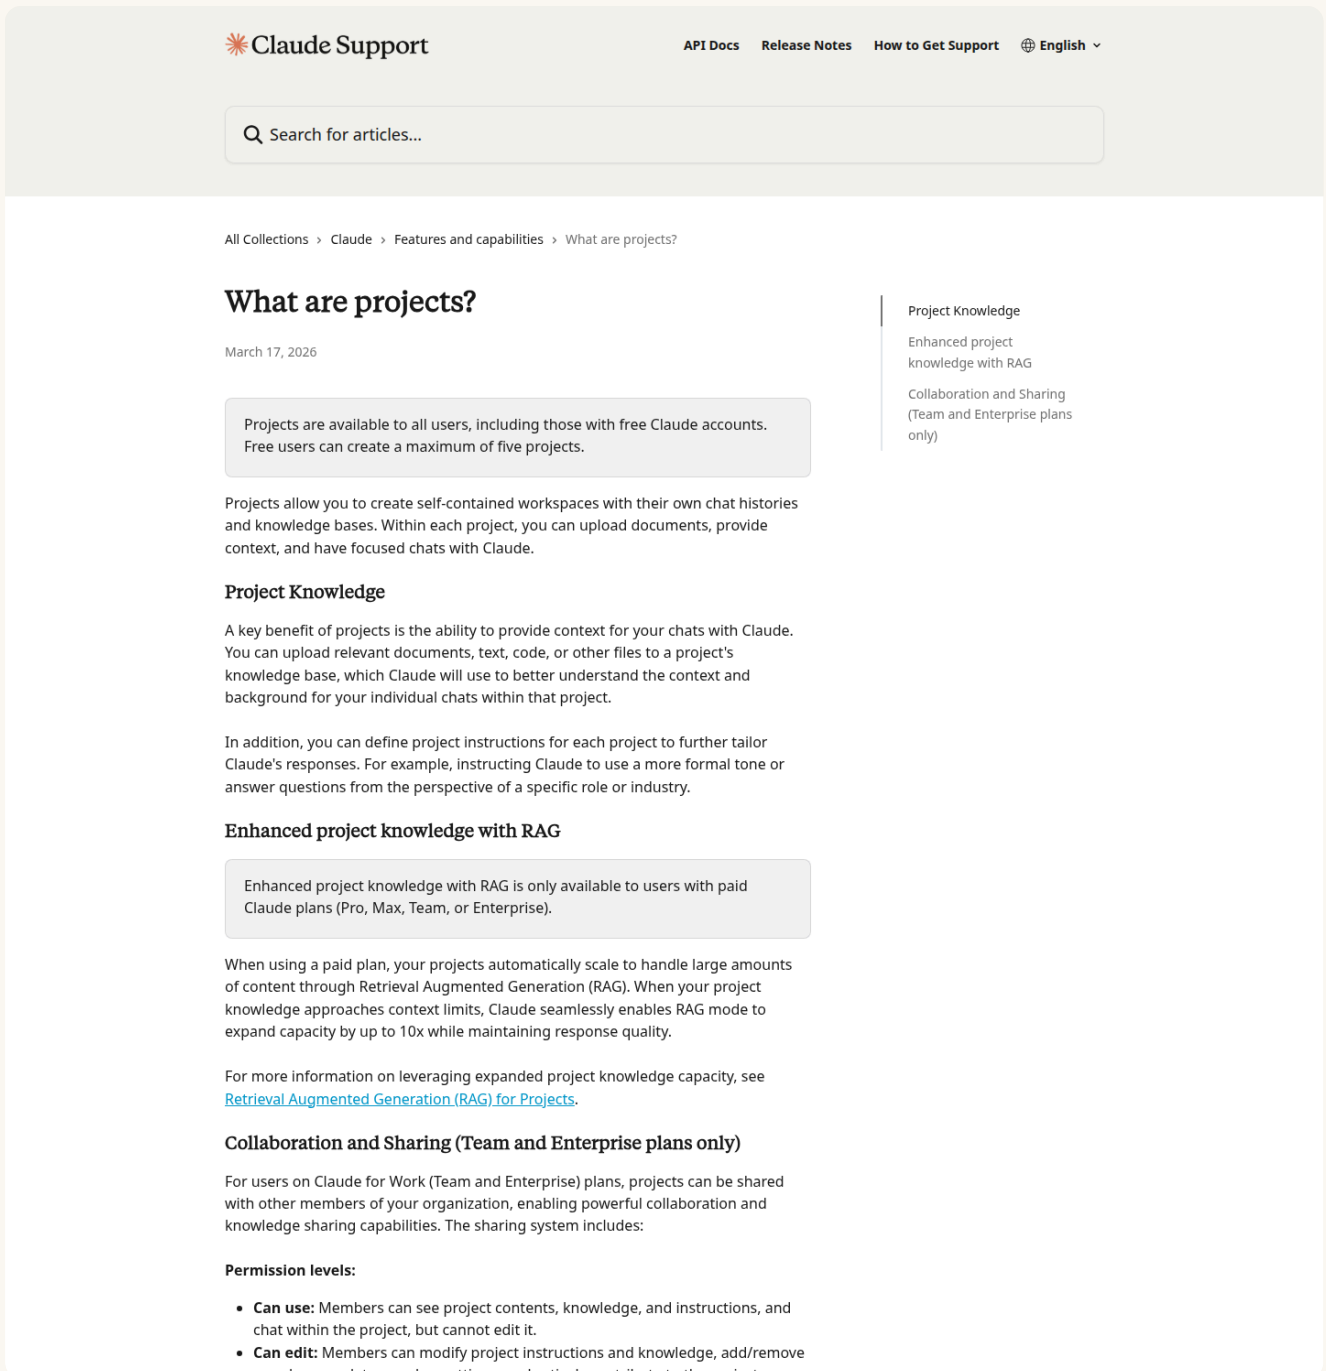 Claude Support
API Docs
Release Notes
How to Get Support
English
Search for articles...
All Collections
Claude
Features and capabilities
What are projects?
What are projects?
March 17, 2026
Project Knowledge
Enhanced project
knowledge with RAG
Collaboration and Sharing
(Team and Enterprise plans
only)
Projects are available to all users, including those with free Claude accounts.
Free users can create a maximum of five projects.
Projects allow you to create self-contained workspaces with their own chat histories
and knowledge bases. Within each project, you can upload documents, provide
context, and have focused chats with Claude.
Project Knowledge
A key benefit of projects is the ability to provide context for your chats with Claude.
You can upload relevant documents, text, code, or other files to a project's
knowledge base, which Claude will use to better understand the context and
background for your individual chats within that project.
In addition, you can define project instructions for each project to further tailor
Claude's responses. For example, instructing Claude to use a more formal tone or
answer questions from the perspective of a specific role or industry.
Enhanced project knowledge with RAG
Enhanced project knowledge with RAG is only available to users with paid
Claude plans (Pro, Max, Team, or Enterprise).
When using a paid plan, your projects automatically scale to handle large amounts
of content through Retrieval Augmented Generation (RAG). When your project
knowledge approaches context limits, Claude seamlessly enables RAG mode to
expand capacity by up to 10x while maintaining response quality.
For more information on leveraging expanded project knowledge capacity, see
Retrieval Augmented Generation (RAG) for Projects.
Collaboration and Sharing (Team and Enterprise plans only)
For users on Claude for Work (Team and Enterprise) plans, projects can be shared
with other members of your organization, enabling powerful collaboration and
knowledge sharing capabilities. The sharing system includes:
Permission levels:
Can use: Members can see project contents, knowledge, and instructions, and
chat within the project, but cannot edit it.
Can edit: Members can modify project instructions and knowledge, add/remove